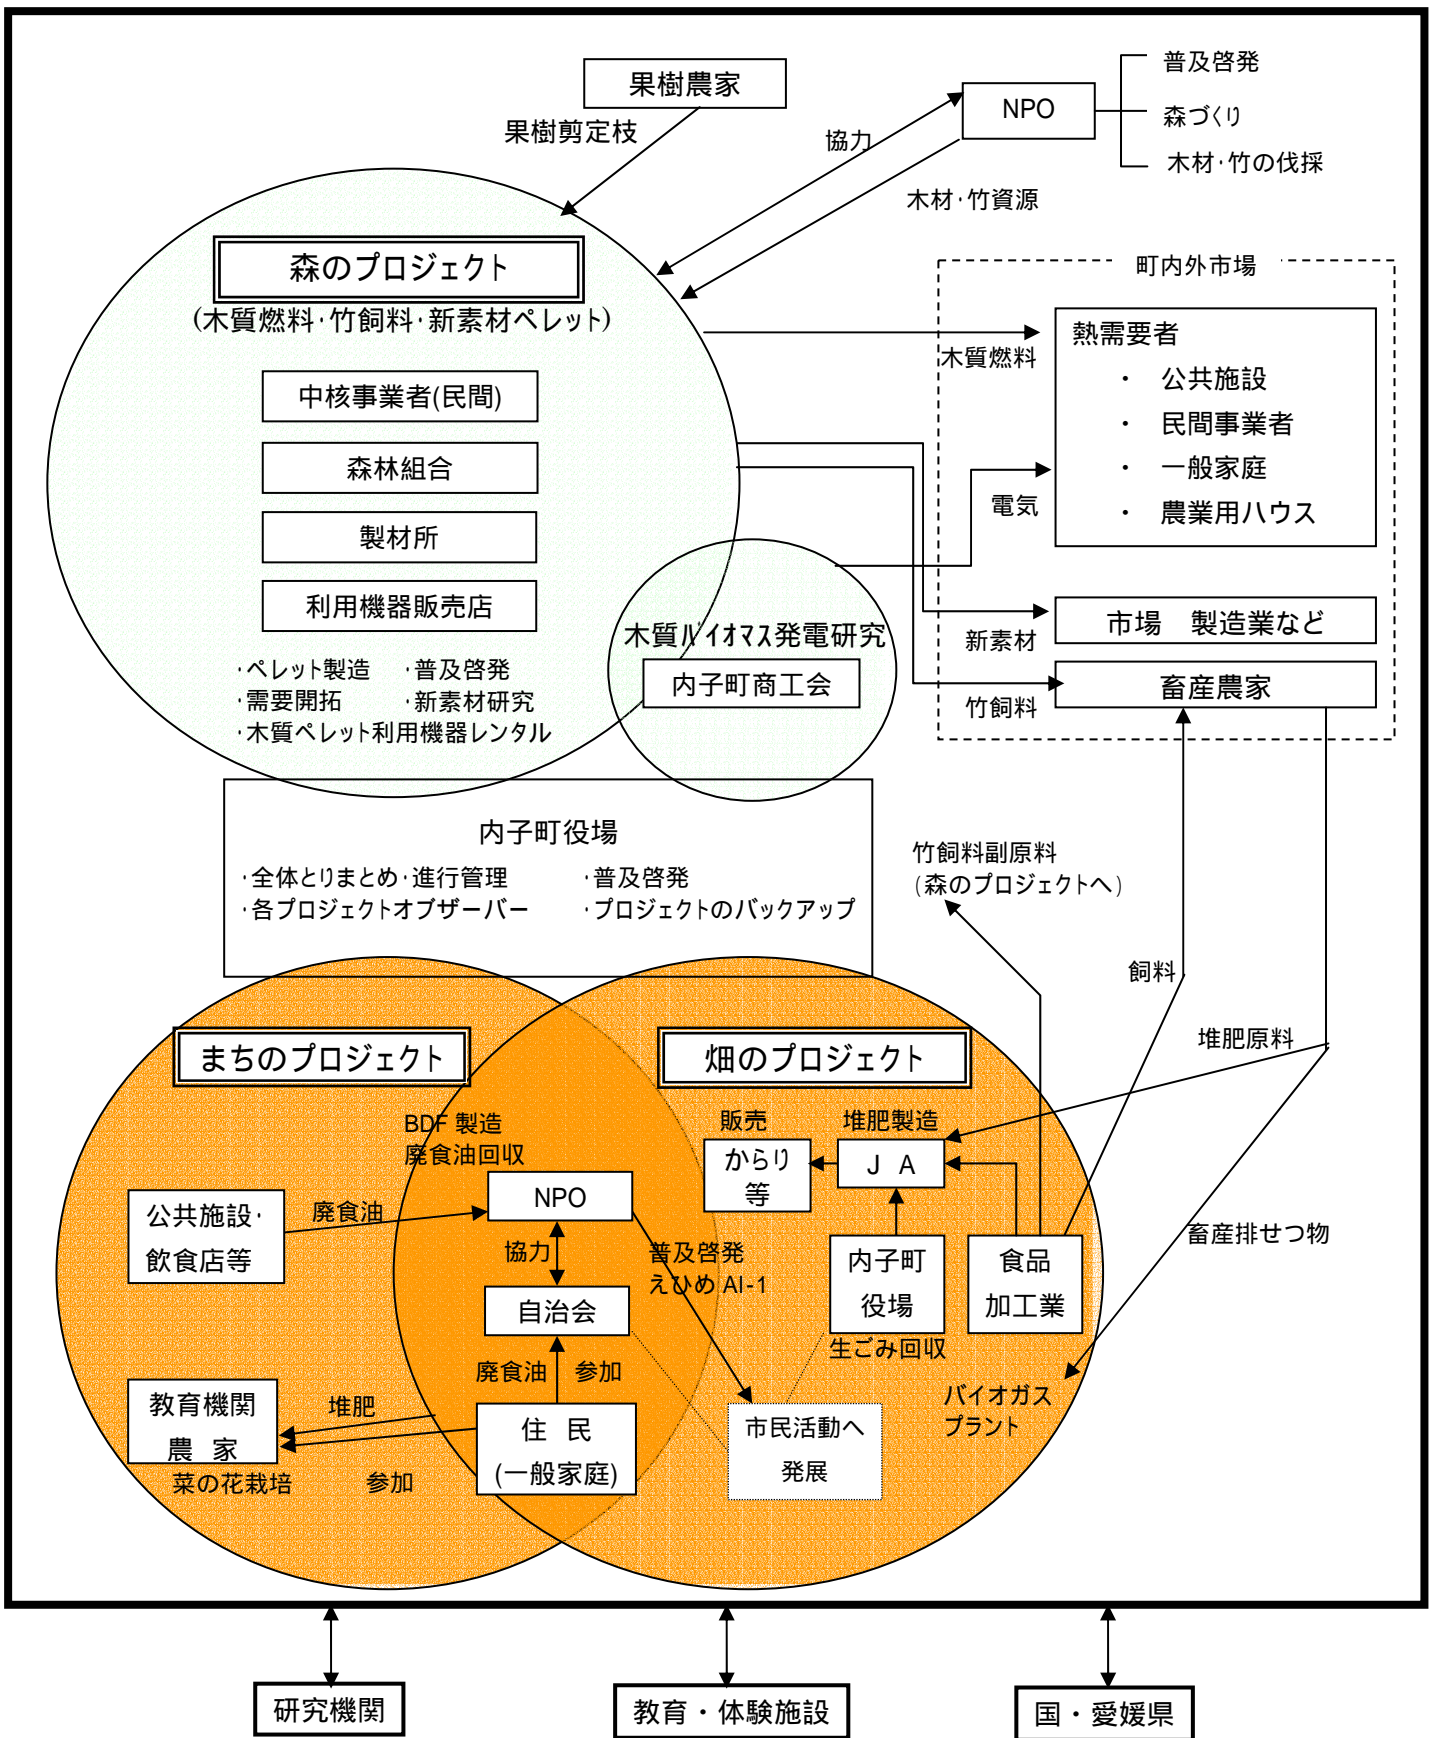 果樹農家
果樹剪定枝
NPO
普及啓発
森づくり
木材・竹の伐採
協力
木材・竹資源
森のプロジェクト
(木質燃料・竹飼料・新素材ペレット)
中核事業者(民間)
森林組合
製材所
利用機器販売店
・ペレット製造 ・普及啓発
・需要開拓 ・新素材研究
・木質ペレット利用機器レンタル
木質バイオマス発電研究
内子町商工会
町内外市場
木質燃料
熱需要者
・ 公共施設
・ 民間事業者
・ 一般家庭
・ 農業用ハウス
電気
新素材
市場 製造業など
竹飼料
畜産農家
内子町役場
・全体とりまとめ・進行管理 ・普及啓発
・各プロジェクトオブザーバー ・プロジェクトのバックアップ
竹飼料副原料
(森のプロジェクトへ)
飼料
堆肥原料
畜産排せつ物
バイオガス
プラント
まちのプロジェクト
畑のプロジェクト
BDF 製造
廃食油回収
NPO
公共施設・
飲食店等
廃食油
協力
自治会
廃食油 参加
住 民
(一般家庭)
教育機関
農 家
菜の花栽培
堆肥
参加
普及啓発
えひめ AI-1
販売
からり
等
堆肥製造
J A
内子町
役場
生ごみ回収
食品
加工業
市民活動へ
発展
研究機関
教育・体験施設
国・愛媛県